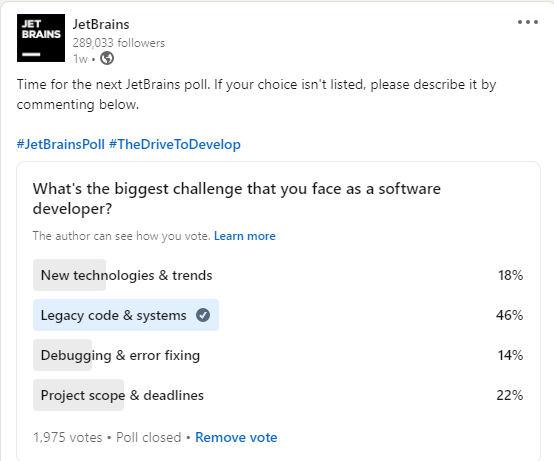 JET
BRAINS
JetBrains
289,033 followers
1w •
Time for the next JetBrains poll. If your choice isn't listed, please describe it by
commenting below.
#JetBrainsPoll #TheDriveToDevelop
What's the biggest challenge that you face as a software
developer?
The author can see how you vote. Learn more
New technologies & trends 18%
Legacy code & systems 46%
Debugging & error fixing 14%
Project scope & deadlines 22%
1,975 votes • Poll closed • Remove vote